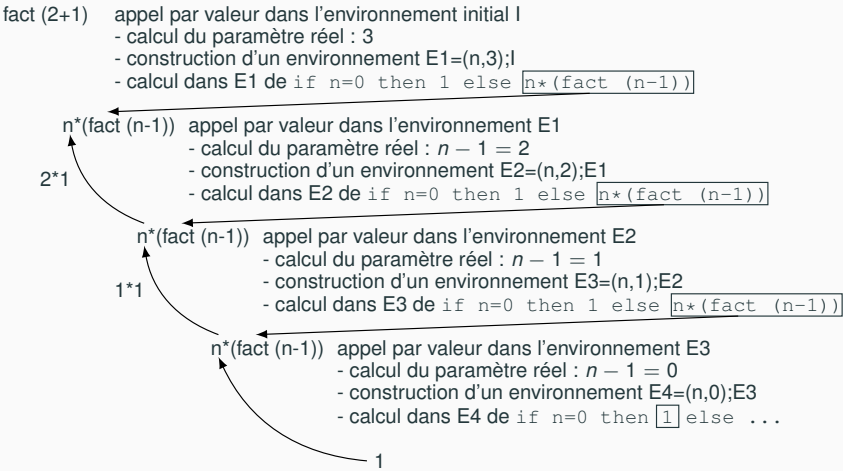 fact (2+1) appel par valeur dans l'environnement initial I
- calcul du paramètre réel : 3
- construction d'un environnement E1=(n,3);I
- calcul dans E1 de if n=0 then 1 else n*(fact (n-1))
n*(fact (n-1)) appel par valeur dans l'environnement E1
- calcul du paramètre réel : n − 1 = 2
- construction d'un environnement E2=(n,2);E1
2*1
- calcul dans E2 de if n=0 then 1 else n*(fact (n-1))
n*(fact (n-1)) appel par valeur dans l'environnement E2
- calcul du paramètre réel : n − 1 = 1
- construction d'un environnement E3=(n,1);E2
1*1
- calcul dans E3 de if n=0 then 1 else n*(fact (n-1))
n*(fact (n-1)) appel par valeur dans l'environnement E3
- calcul du paramètre réel : n − 1 = 0
- construction d'un environnement E4=(n,0);E3
- calcul dans E4 de if n=0 then 1 else ...
1